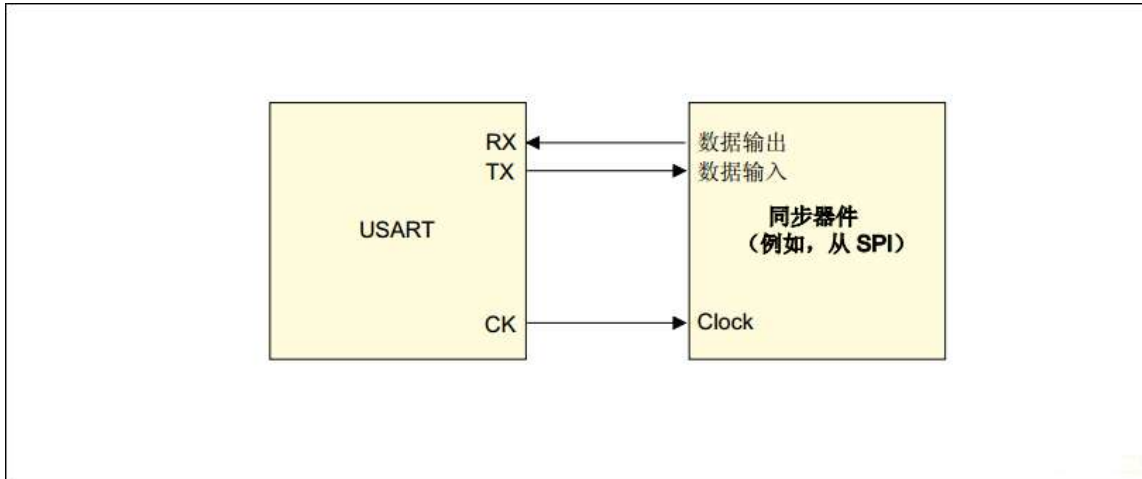 RX
TX
USART
CK
数据输出
数据输入
同步器件
（例如，从 SPI）
Clock